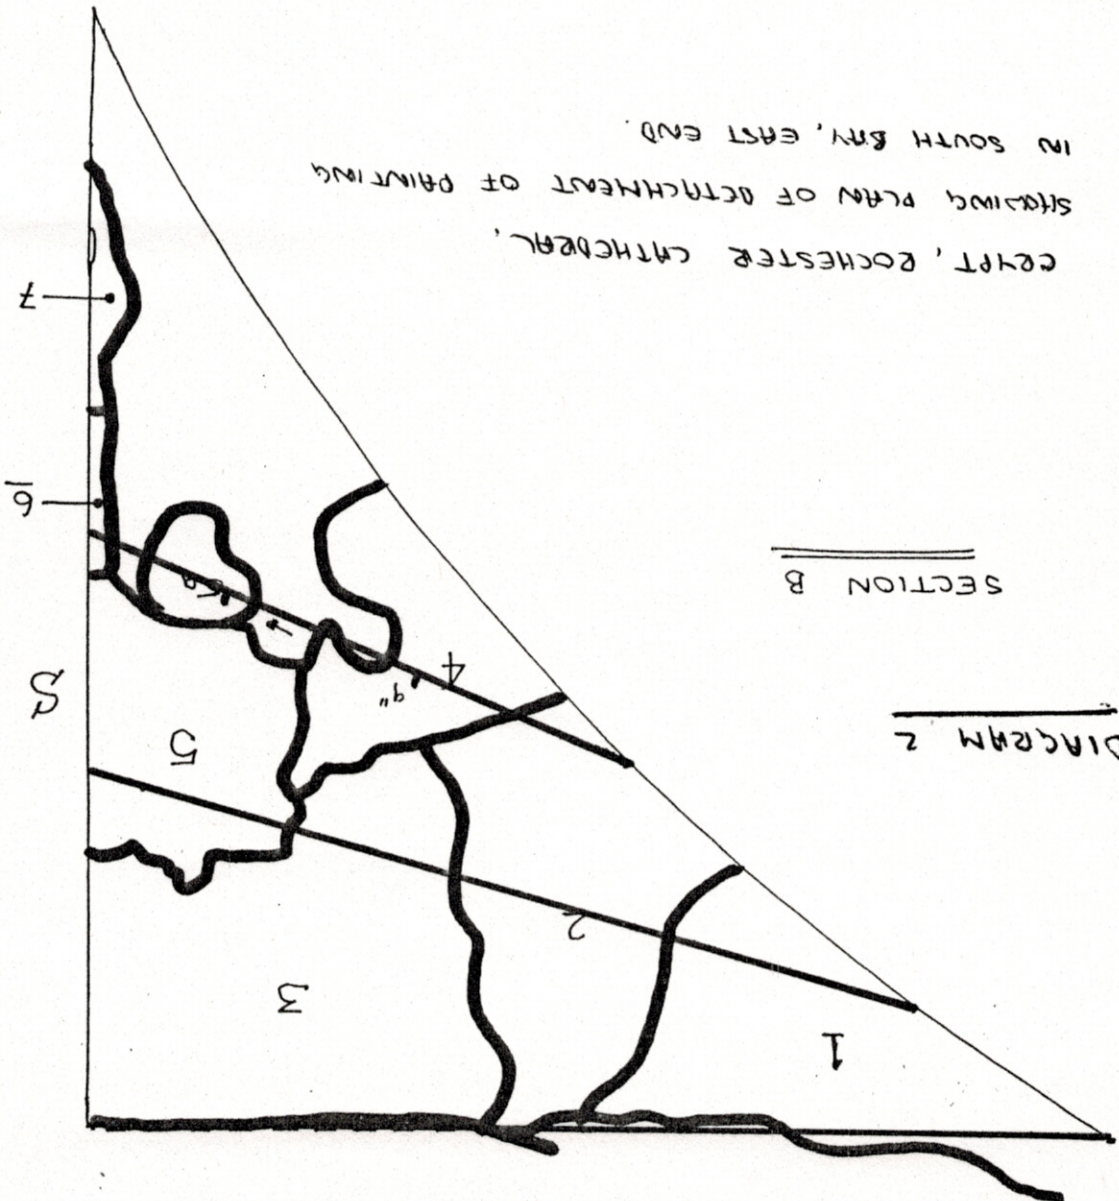 1
3
2
DIAGRAM 2
5
S
4
9"
SECTION B
6
7
CRYPT, ROCHESTER CATHEDRAL,
SHOWING PLAN OF DETACHMENT OF PAINTING
IN SOUTH BAY, EAST END.